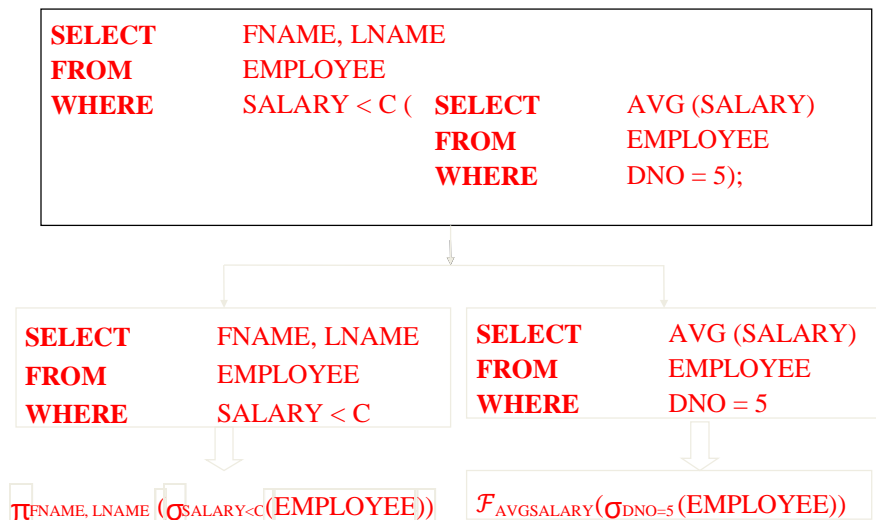 SELECT FNAME, LNAME
FROM EMPLOYEE
WHERE SALARY < C ( SELECT AVG (SALARY)
FROM EMPLOYEE
WHERE DNO = 5);
SELECT FNAME, LNAME
FROM EMPLOYEE
WHERE SALARY < C
SELECT AVG (SALARY)
FROM EMPLOYEE
WHERE DNO = 5
πFNAME, LNAME (σSALARY<C(EMPLOYEE))
ℱAVGSALARY(σDNO=5 (EMPLOYEE))